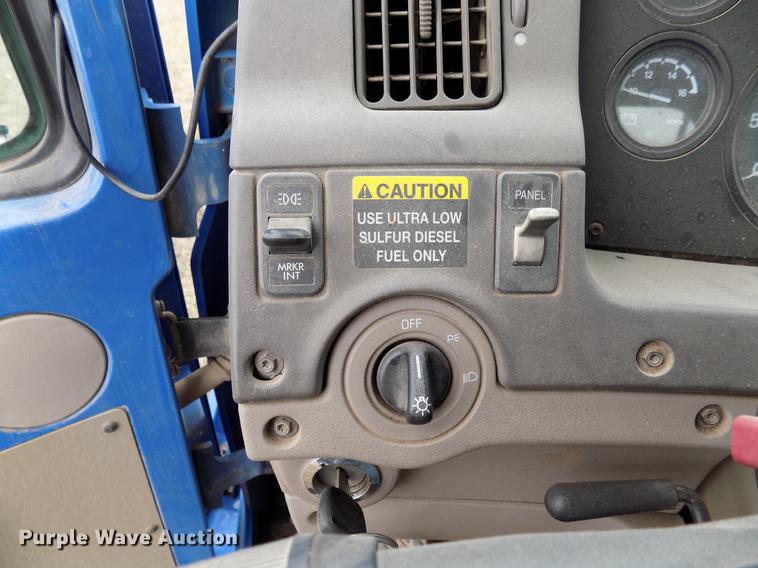 10 12 14 16
CAUTION
USE ULTRA LOW
SULFUR DIESEL
FUEL ONLY
PANEL
MRKR
INT
OFF
Purple Wave Auction